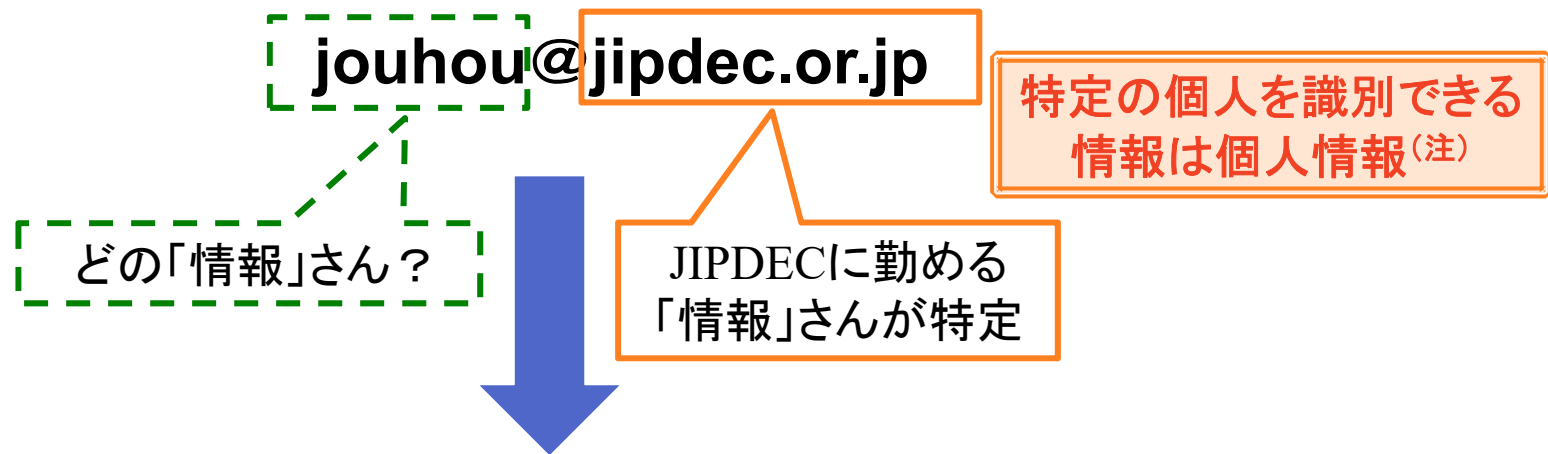 jouhou＠jipdec.or.jp
特定の個人を識別できる
情報は個人情報（注）
どの「情報」さん？
JIPDECに勤める
「情報」さんが特定